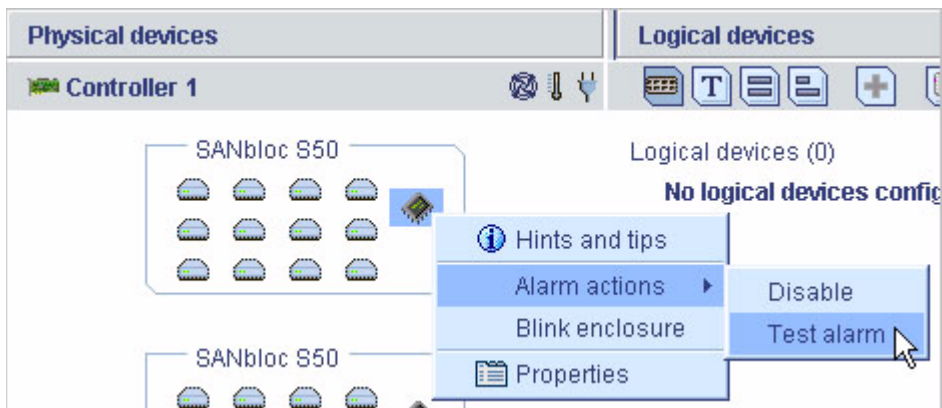 Physical devices
Logical devices
Controller 1
T
SANbloc S50
Logical devices (0)
No logical devices
Hints and tips
Alarm actions
Disable
Blink enclosure
Test alarm
SANbloc S50
Properties